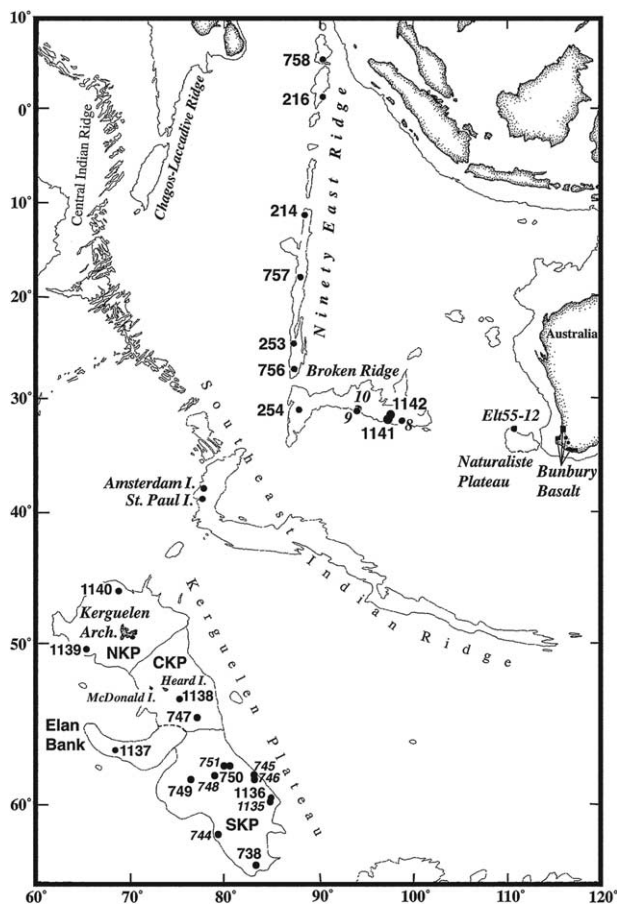 10°
0°
10°
20°
30°
40°
50°
60°
60°
70°
80°
90°
100°
110°
120°
Central Indian Ridge
Chagos-Laccadive Ridge
758
216
214
757
253
756
254
Ninety East Ridge
Broken Ridge
10
9
1142
1141
8
Australia
Elt55-12
Naturaliste
Plateau
Bunbury
Basalt
Southeast Indian Ridge
Amsterdam I.
St. Paul I.
Kerguelen Plateau
1140
Kerguelen
Arch.
1139
NKP
CKP
Heard I.
McDonald I.
1138
747
Elan
Bank
1137
751
750
745
746
748
749
1136
1135
SKP
744
738